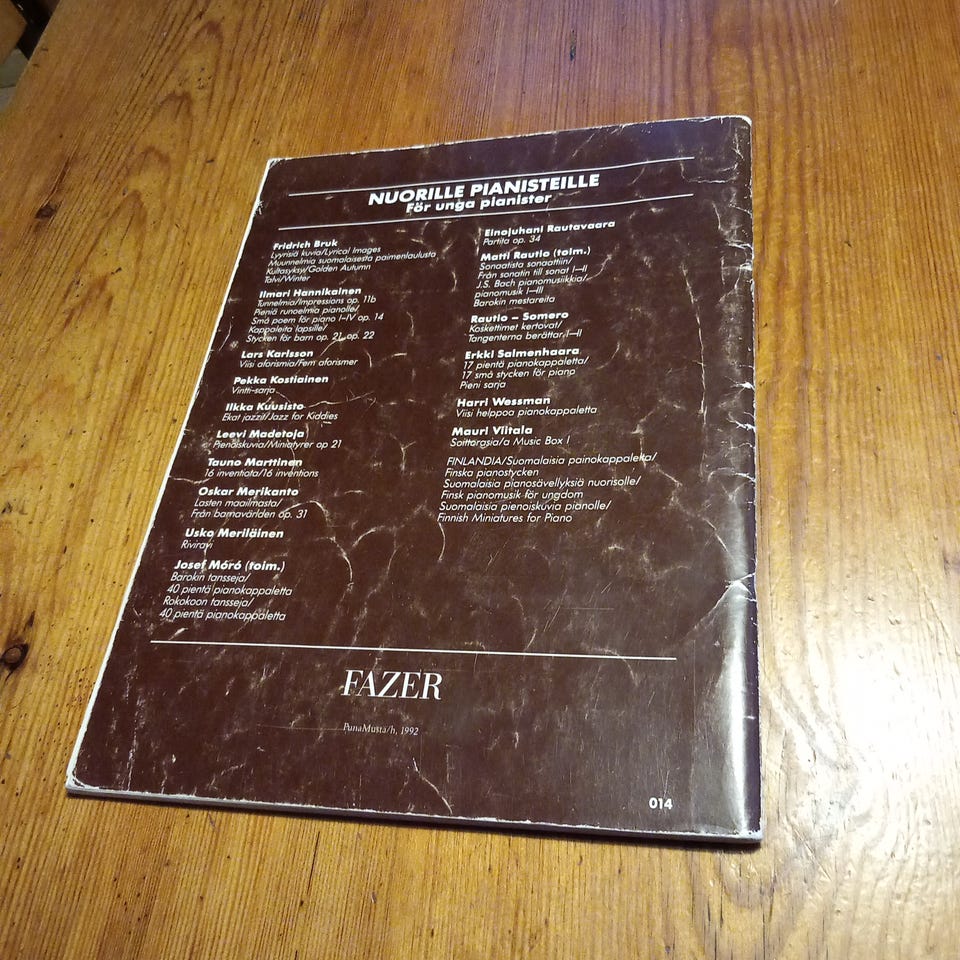 NUORILLE PIANISTEILLE
För unga pianister
Fridrich Bruk
Lyyrisiä kuvia/Lyrical Images
Muunnelmia suomalaisesta paimenlaulusta
Kultasyksy/Golden Autumn
Talvi/Winter
Ilmari Hannikainen
Tunnelmia/Impressions op. 11b
Pieniä runoelmia pianolle/
Små poem för piano I–IV op. 14
Kappaleita lapsille/
Stycken för barn op. 21, op. 22
Lars Karlsson
Viisi aforismia/Fem aforismer
Pekka Kostiainen
Vintti-sarja
Ilkka Kuusisto
Ekat jazzit/Jazz for Kiddies
Leevi Madetoja
Pienoiskuvia/Miniatyrer op 21
Tauno Marttinen
16 inventiota/16 inventions
Oskar Merikanto
Lasten maailmasta/
Från barnavärlden op. 31
Usko Meriläinen
Riviravi
Josef Móró (toim.)
Barokin tansseja/
40 pientä pianokappaletta
Rokokoon tansseja/
40 pientä pianokappaletta
Einojuhani Rautavaara
Partita op. 34
Matti Rautio (toim.)
Sonaatista sonaattiin/
Från sonatin till sonat I–II
J.S. Bach pianomusiikkia/
pianomusik I–III
Barokin mestareita
Rautio – Somero
Koskettimet kertovat/
Tangenterna berättar I–II
Erkki Salmenhaara
17 pientä pianokappaletta/
17 små stycken för piano
Pieni sarja
Harri Wessman
Viisi helppoa pianokappaletta
Mauri Viitala
Soittorasia/a Music Box I
FINLANDIA/Suomalaisia painokappaleita/
Finska pianostycken
Suomalaisia pianosävellyksiä nuorisolle/
Finsk pianomusik för ungdom
Suomalaisia pienoiskuvia pianolle/
Finnish Miniatures for Piano
FAZER
PunaMusta/h, 1992
014